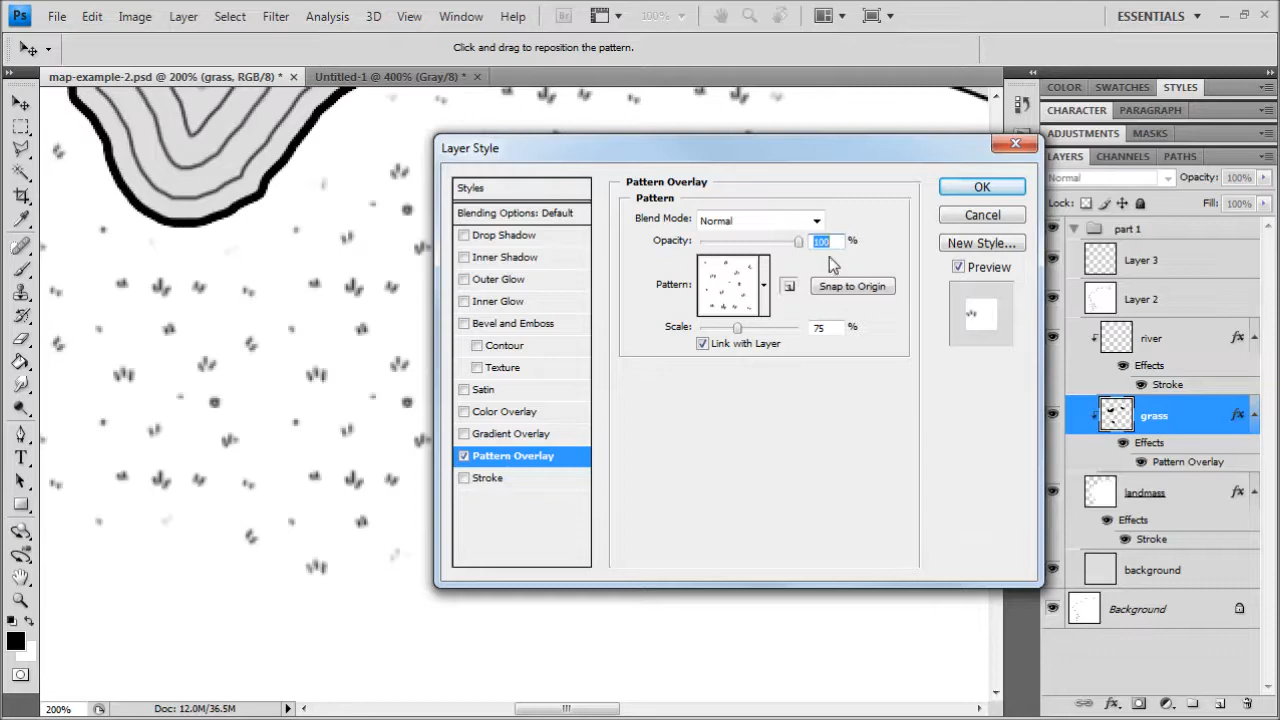 Ps File Edit Image Layer Select Filter Analysis 3D View Window Help Br 100% ESSENTIALS
Click and drag to reposition the pattern.
map-example-2.psd @ 200% (grass, RGB/8) * × Untitled-1 @ 400% (Gray/8) * ×
COLOR SWATCHES STYLES
CHARACTER PARAGRAPH
ADJUSTMENTS MASKS
LAYERS CHANNELS PATHS
Normal Opacity: 100%
Lock: Fill: 100%
part 1
Layer 3
Layer 2
river fx
Effects
Stroke
grass fx
Effects
Pattern Overlay
landmass fx
Effects
Stroke
background
Background
Layer Style
Styles
Blending Options: Default
Drop Shadow
Inner Shadow
Outer Glow
Inner Glow
Bevel and Emboss
Contour
Texture
Satin
Color Overlay
Gradient Overlay
Pattern Overlay
Stroke
Pattern Overlay
Pattern
Blend Mode: Normal
Opacity: 100 %
Pattern: Snap to Origin
Scale: 75 %
Link with Layer
OK
Cancel
New Style...
Preview
200% Doc: 12.0M/36.5M